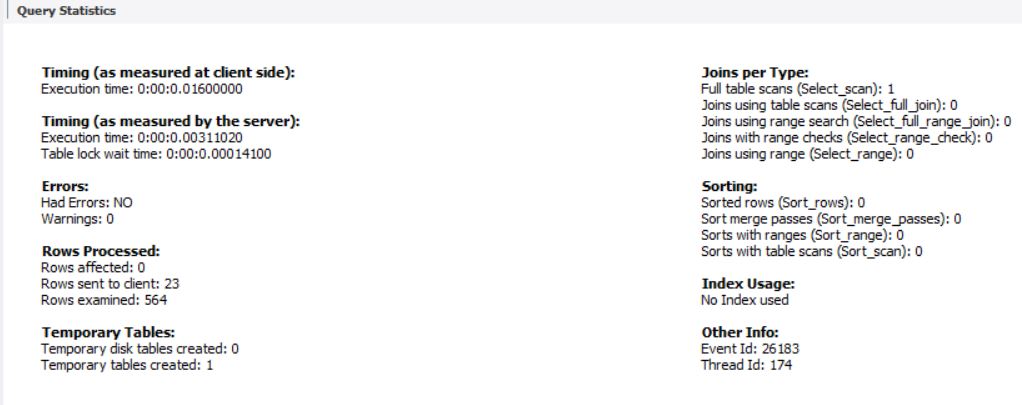 Query Statistics
Timing (as measured at client side):
Execution time: 0:00:0.01600000
Timing (as measured by the server):
Execution time: 0:00:0.00311020
Table lock wait time: 0:00:0.00014100
Errors:
Had Errors: NO
Warnings: 0
Rows Processed:
Rows affected: 0
Rows sent to client: 23
Rows examined: 564
Temporary Tables:
Temporary disk tables created: 0
Temporary tables created: 1
Joins per Type:
Full table scans (Select_scan): 1
Joins using table scans (Select_full_join): 0
Joins using range search (Select_full_range_join): 0
Joins with range checks (Select_range_check): 0
Joins using range (Select_range): 0
Sorting:
Sorted rows (Sort_rows): 0
Sort merge passes (Sort_merge_passes): 0
Sorts with ranges (Sort_range): 0
Sorts with table scans (Sort_scan): 0
Index Usage:
No Index used
Other Info:
Event Id: 26183
Thread Id: 174